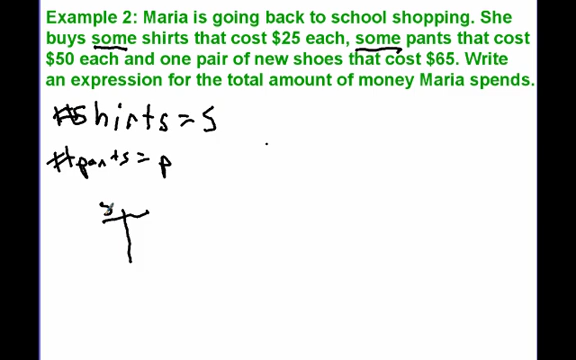 Example 2: Maria is going back to school shopping. She
buys some shirts that cost $25 each, some pants that cost
$50 each and one pair of new shoes that cost $65. Write
an expression for the total amount of money Maria spends.
#Shirts = S
#pants = p